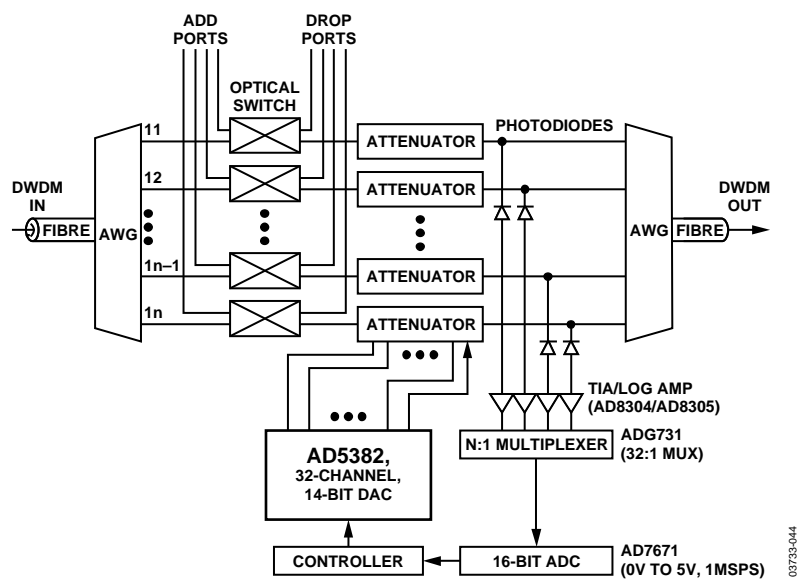 ADD
PORTS
DROP
PORTS
OPTICAL
SWITCH
PHOTODIODES
11
ATTENUATOR
DWDM
IN
12
ATTENUATOR
DWDM
OUT
FIBRE
AWG
AWG
FIBRE
1n–1
ATTENUATOR
1n
ATTENUATOR
TIA/LOG AMP
(AD8304/AD8305)
AD5382,
32-CHANNEL,
14-BIT DAC
N:1 MULTIPLEXER
ADG731
(32:1 MUX)
CONTROLLER
16-BIT ADC
AD7671
(0V TO 5V, 1MSPS)
03733-044